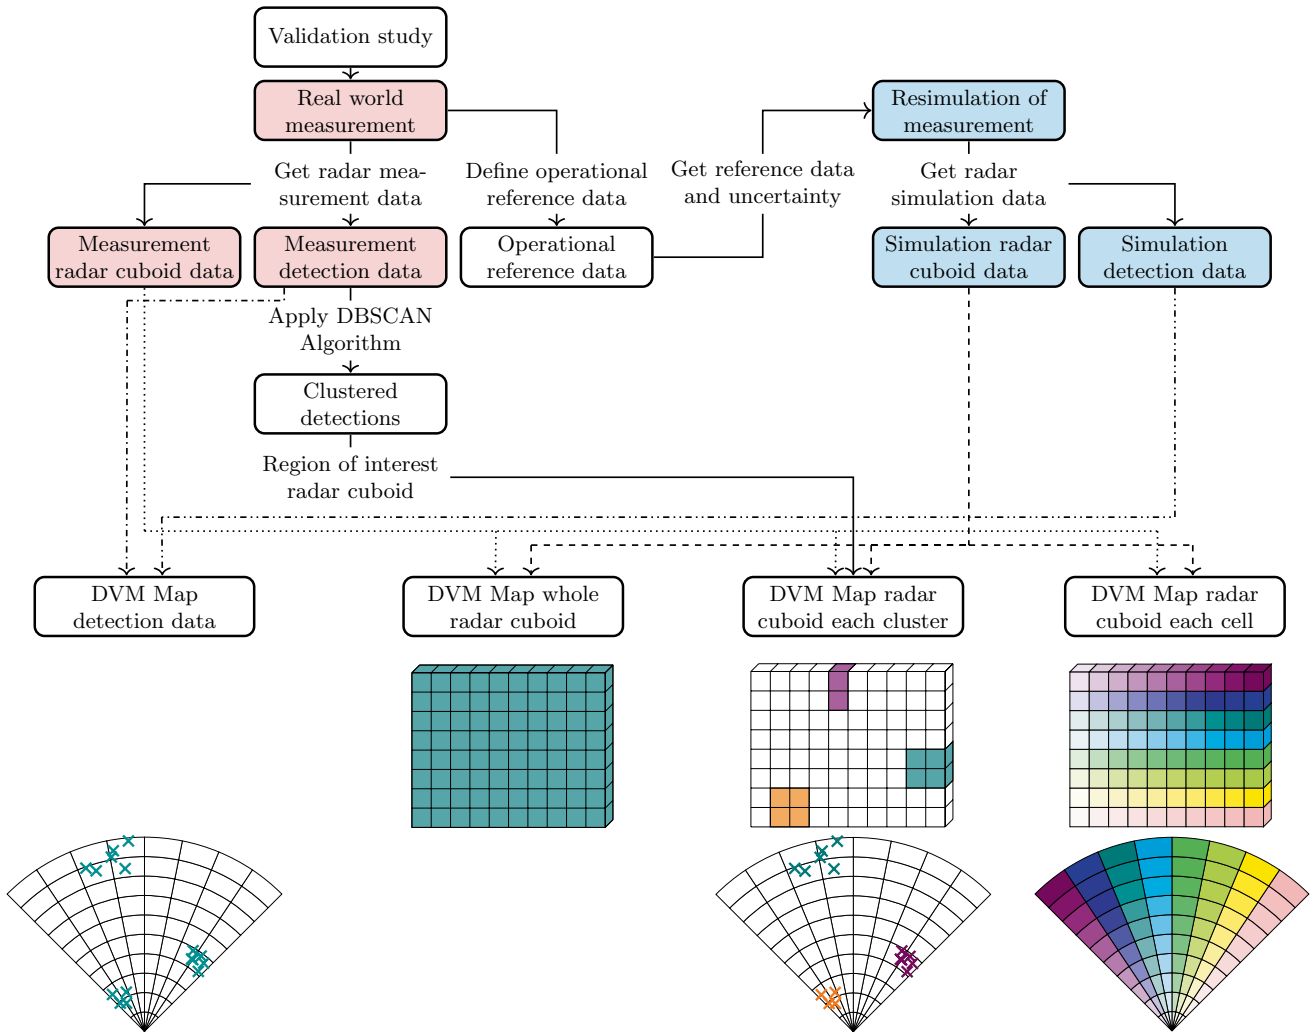 Validation study
Real world
measurement
Resimulation of
measurement
Get radar mea-
surement data
Define operational
reference data
Get reference data
and uncertainty
Get radar
simulation data
Measurement
radar cuboid data
Measurement
detection data
Operational
reference data
Simulation radar
cuboid data
Simulation
detection data
Apply DBSCAN
Algorithm
Clustered
detections
Region of interest
radar cuboid
DVM Map
detection data
DVM Map whole
radar cuboid
DVM Map radar
cuboid each cluster
DVM Map radar
cuboid each cell